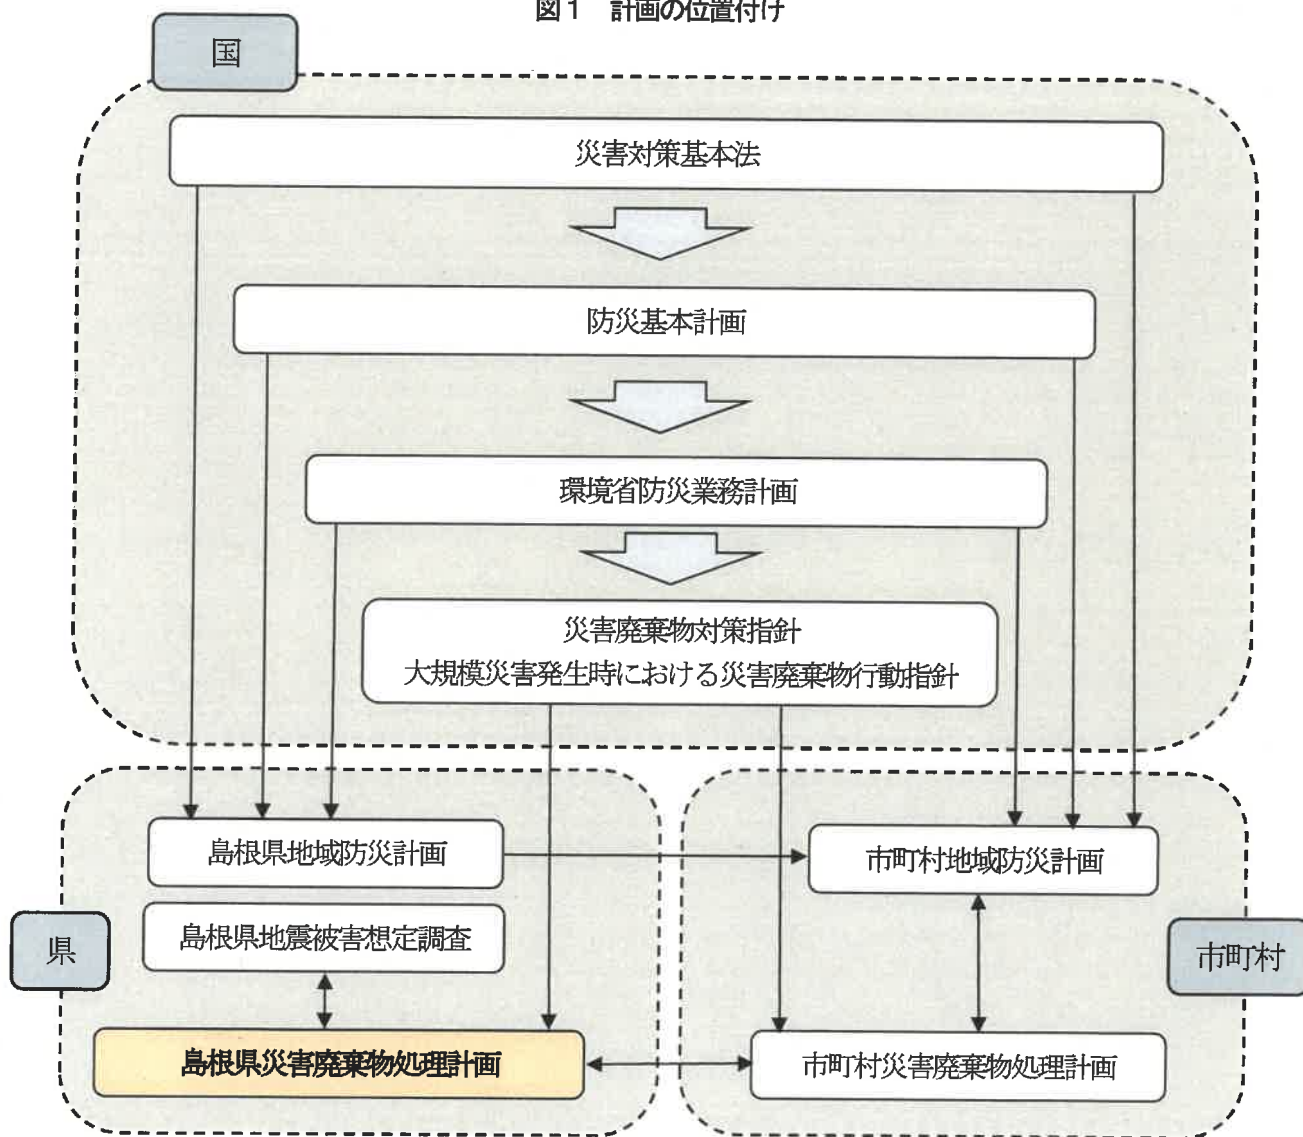 図1 計画の位置付け
国
災害対策基本法
防災基本計画
環境省防災業務計画
災害廃棄物対策指針
大規模災害発生時における災害廃棄物行動指針
島根県地域防災計画
市町村地域防災計画
島根県地震被害想定調査
県
市町村
島根県災害廃棄物処理計画
市町村災害廃棄物処理計画